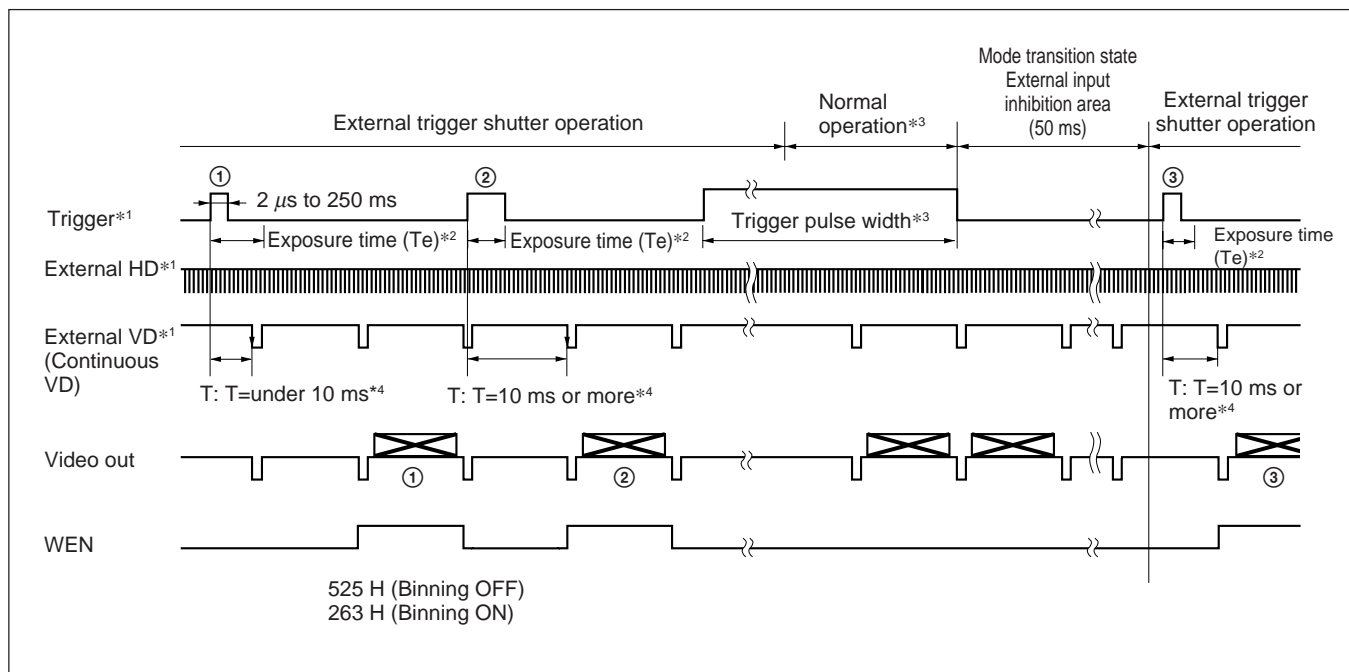 Mode transition state
External input
inhibition area
(50 ms)
Normal
operation*3
External trigger
shutter operation
External trigger shutter operation
①
②
③
2 μs to 250 ms
Trigger*1
Trigger pulse width*3
Exposure time (Te)*2
Exposure time (Te)*2
Exposure time
(Te)*2
External HD*1
External VD*1
(Continuous
VD)
T: T=under 10 ms*4
T: T=10 ms or more*4
T: T=10 ms or
more*4
Video out
①
②
③
WEN
525 H (Binning OFF)
263 H (Binning ON)